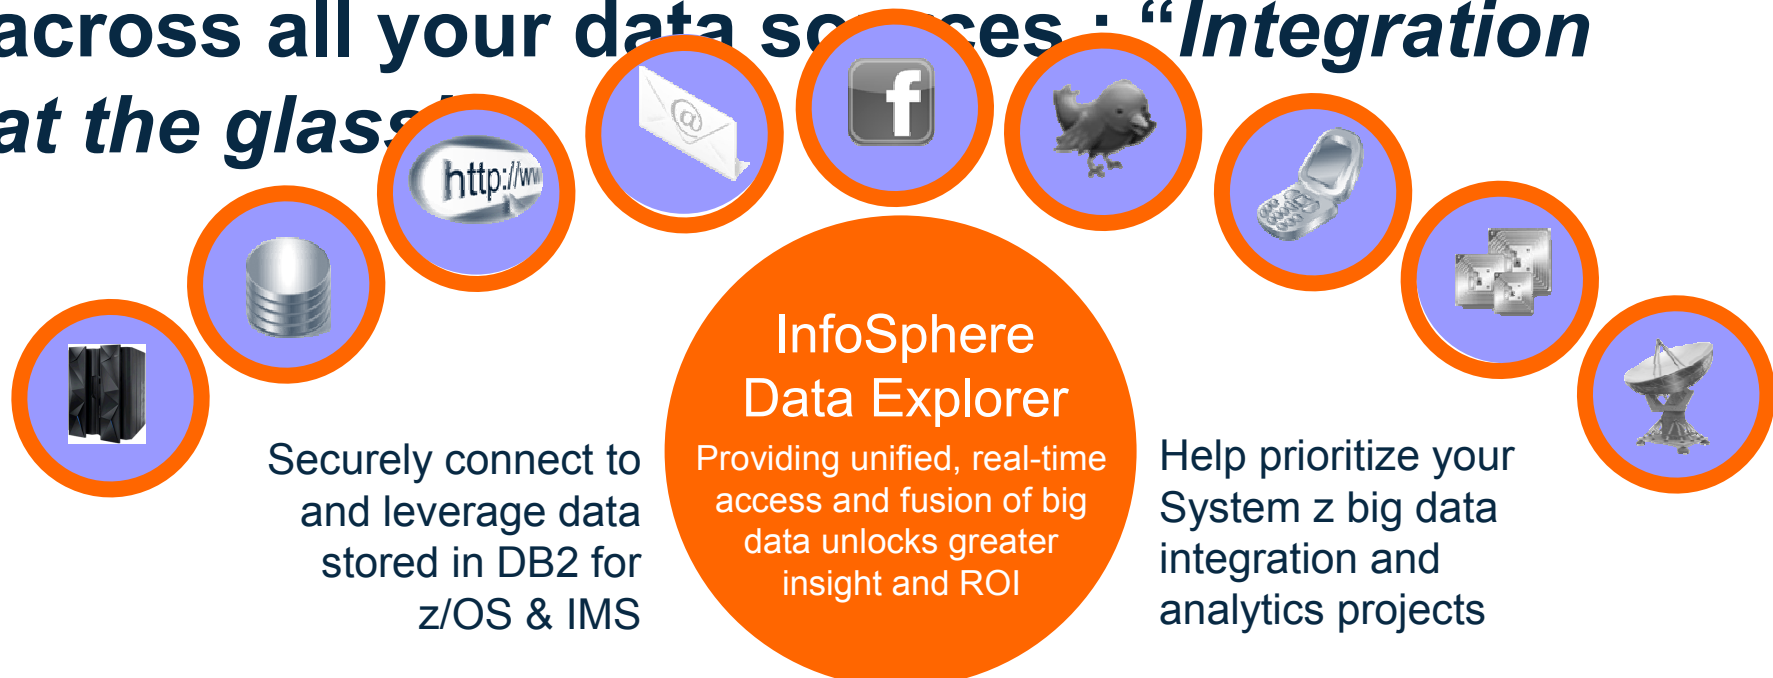 across all your data sources : “Integration
at the glass”
http://ww
@
f
InfoSphere
Data Explorer
Providing unified, real-time
access and fusion of big
data unlocks greater
insight and ROI
Securely connect to
and leverage data
stored in DB2 for
z/OS & IMS
Help prioritize your
System z big data
integration and
analytics projects